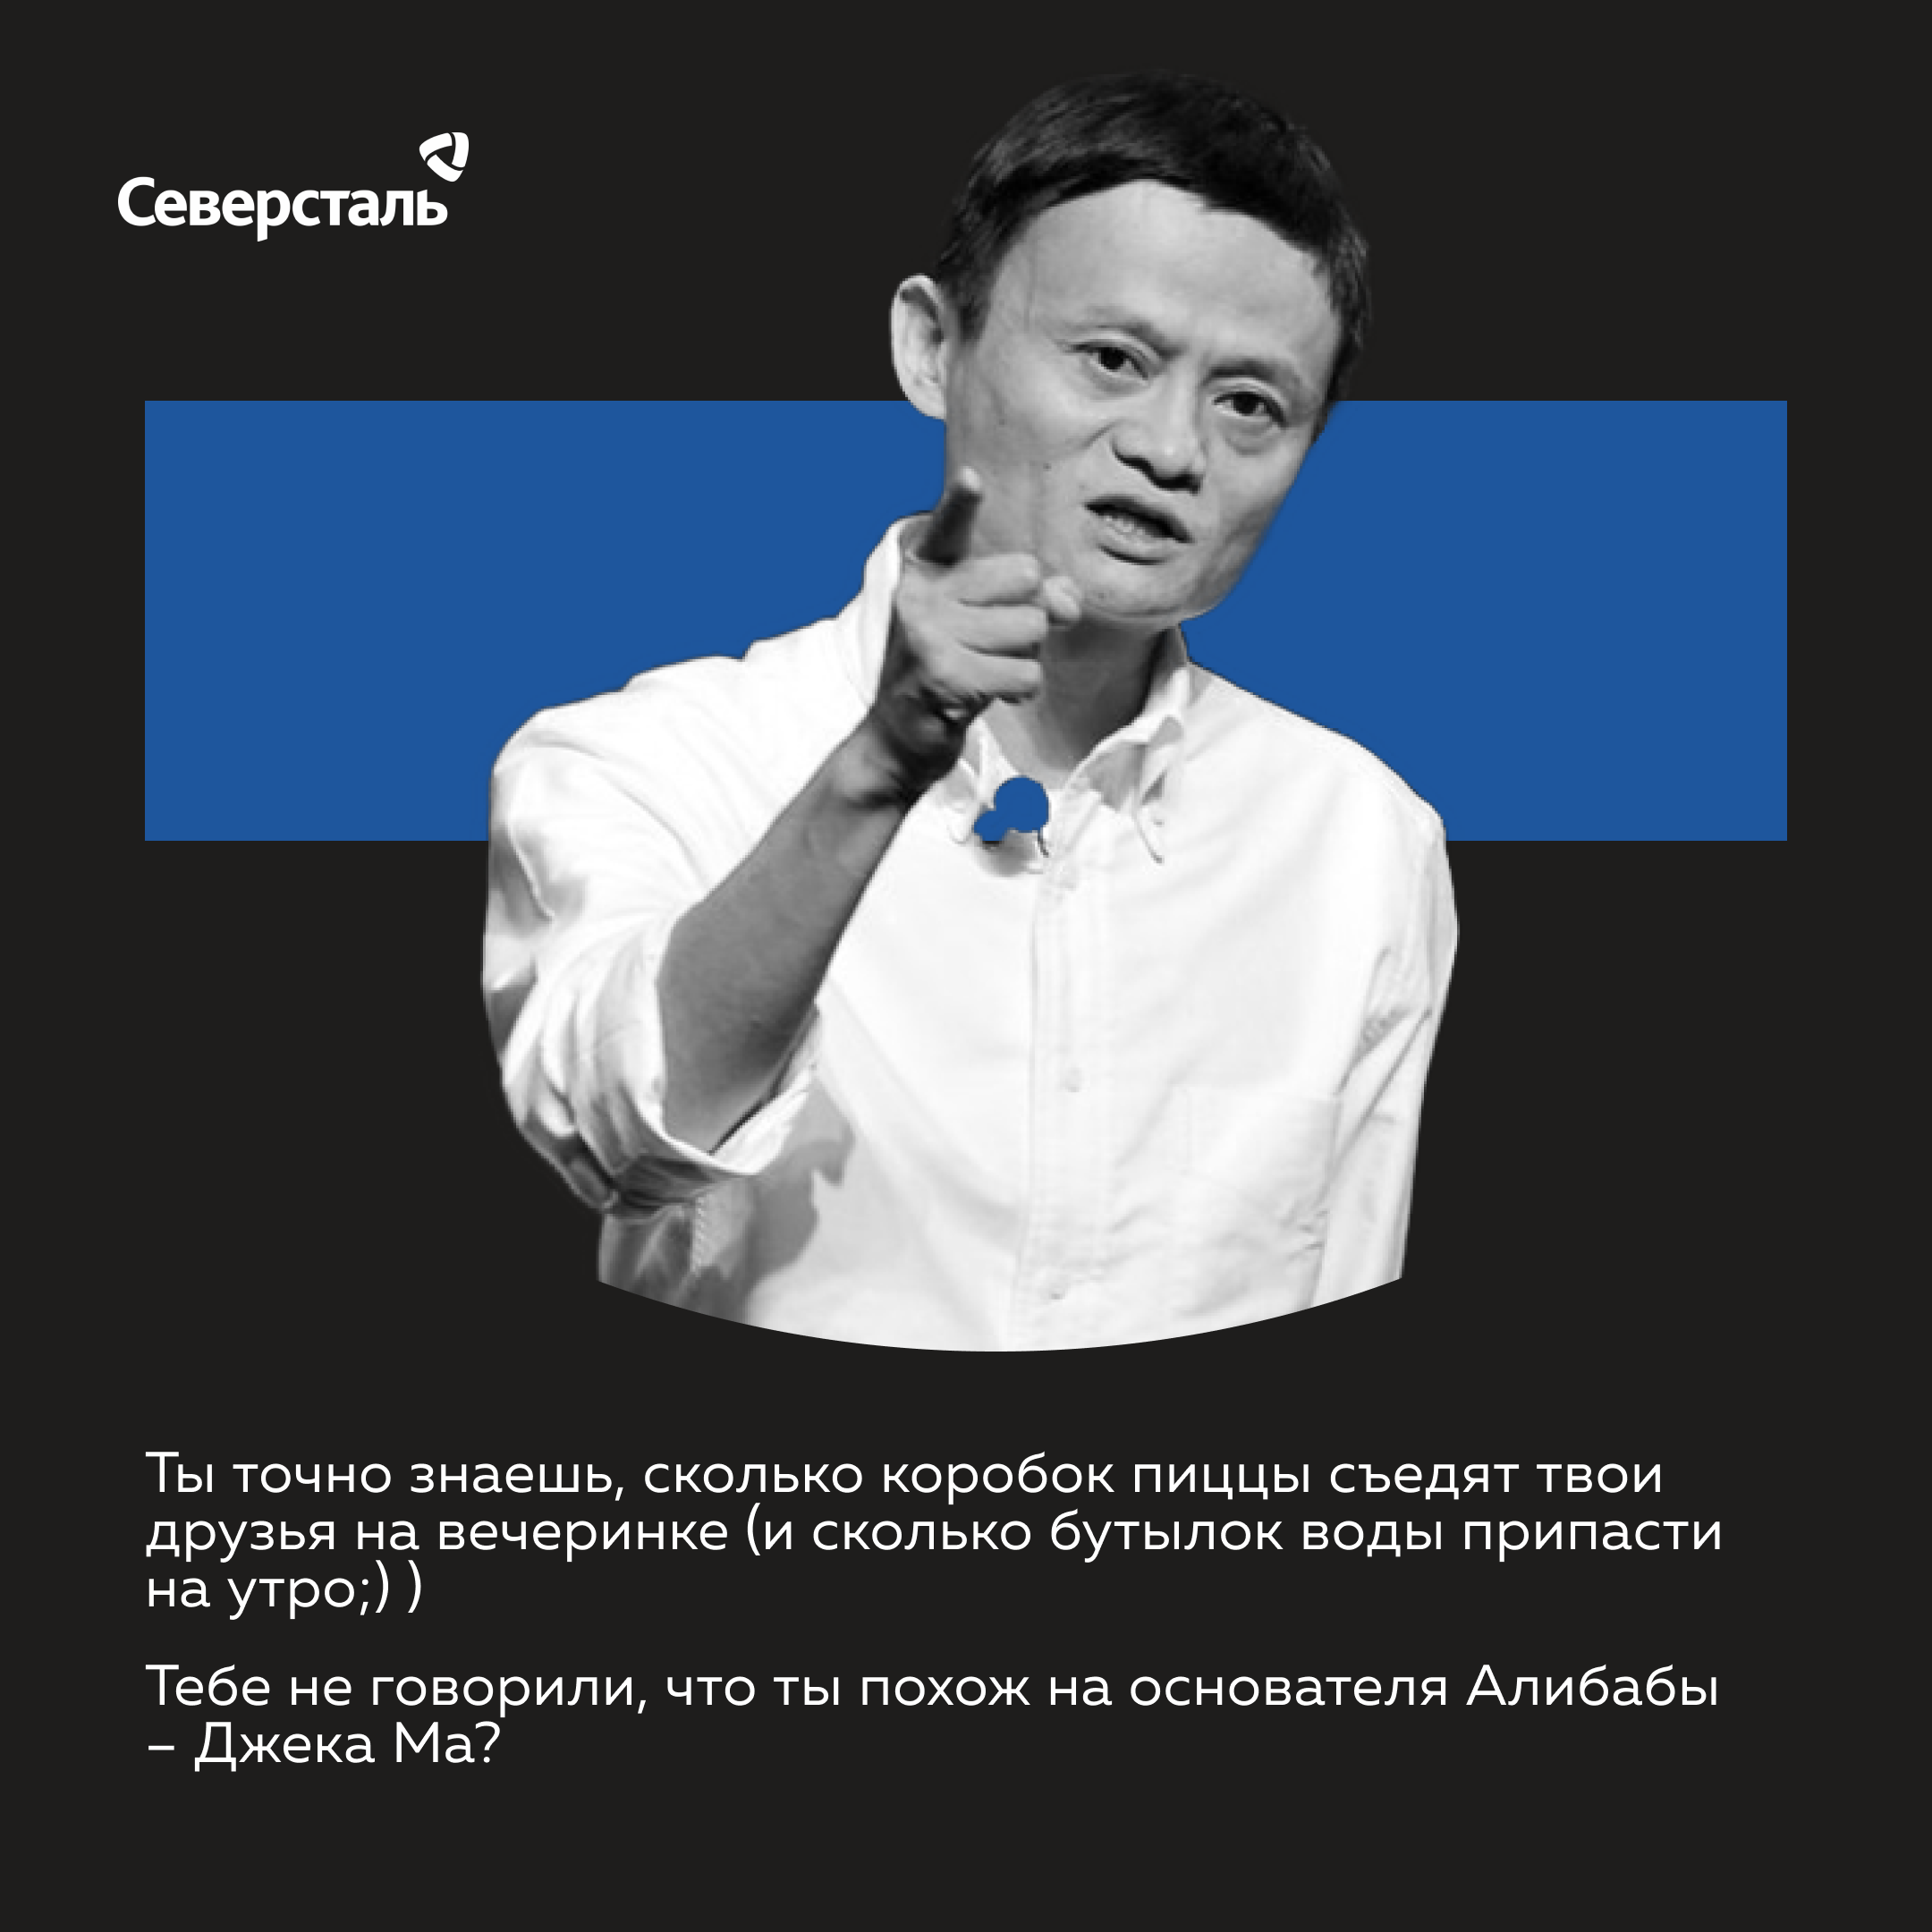 Северсталь
Ты точно знаешь, сколько коробок пиццы съедят твои
друзья на вечеринке (и сколько бутылок воды припасти
на утро;) )
Тебе не говорили, что ты похож на основателя Алибабы
– Джека Ма?